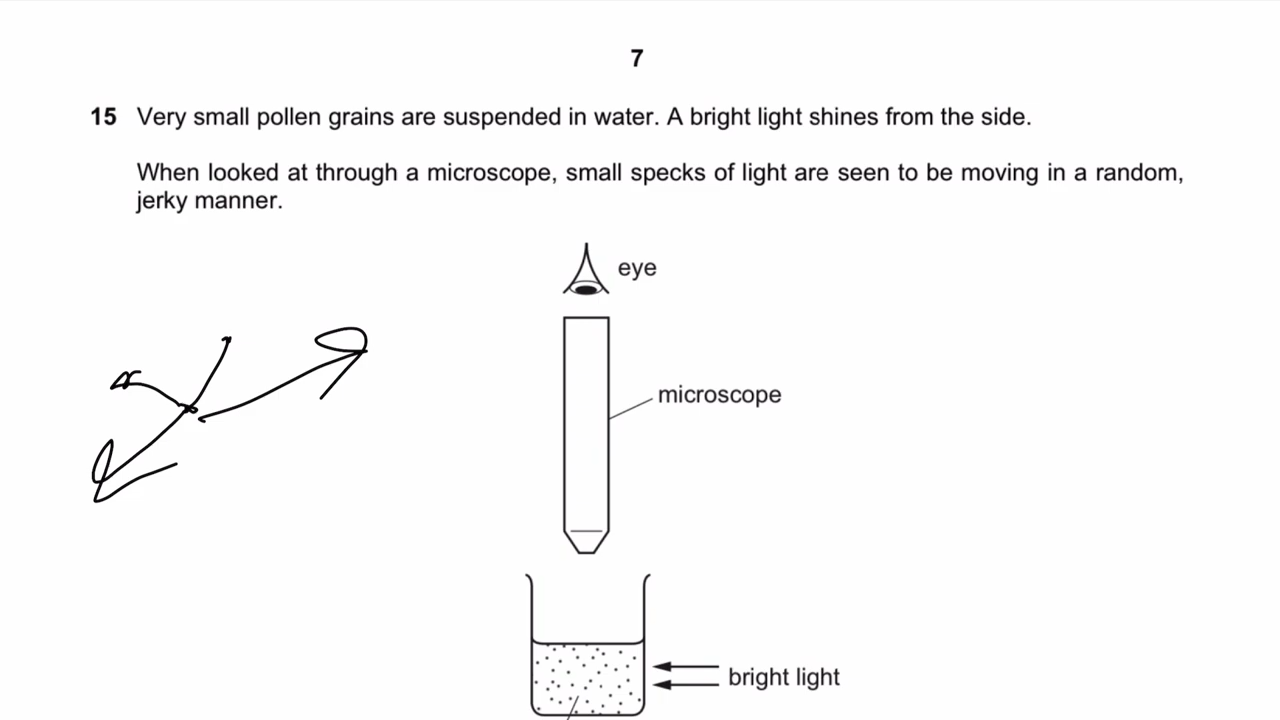 7
15 Very small pollen grains are suspended in water. A bright light shines from the side.
When looked at through a microscope, small specks of light are seen to be moving in a random,
jerky manner.
eye
microscope
bright light